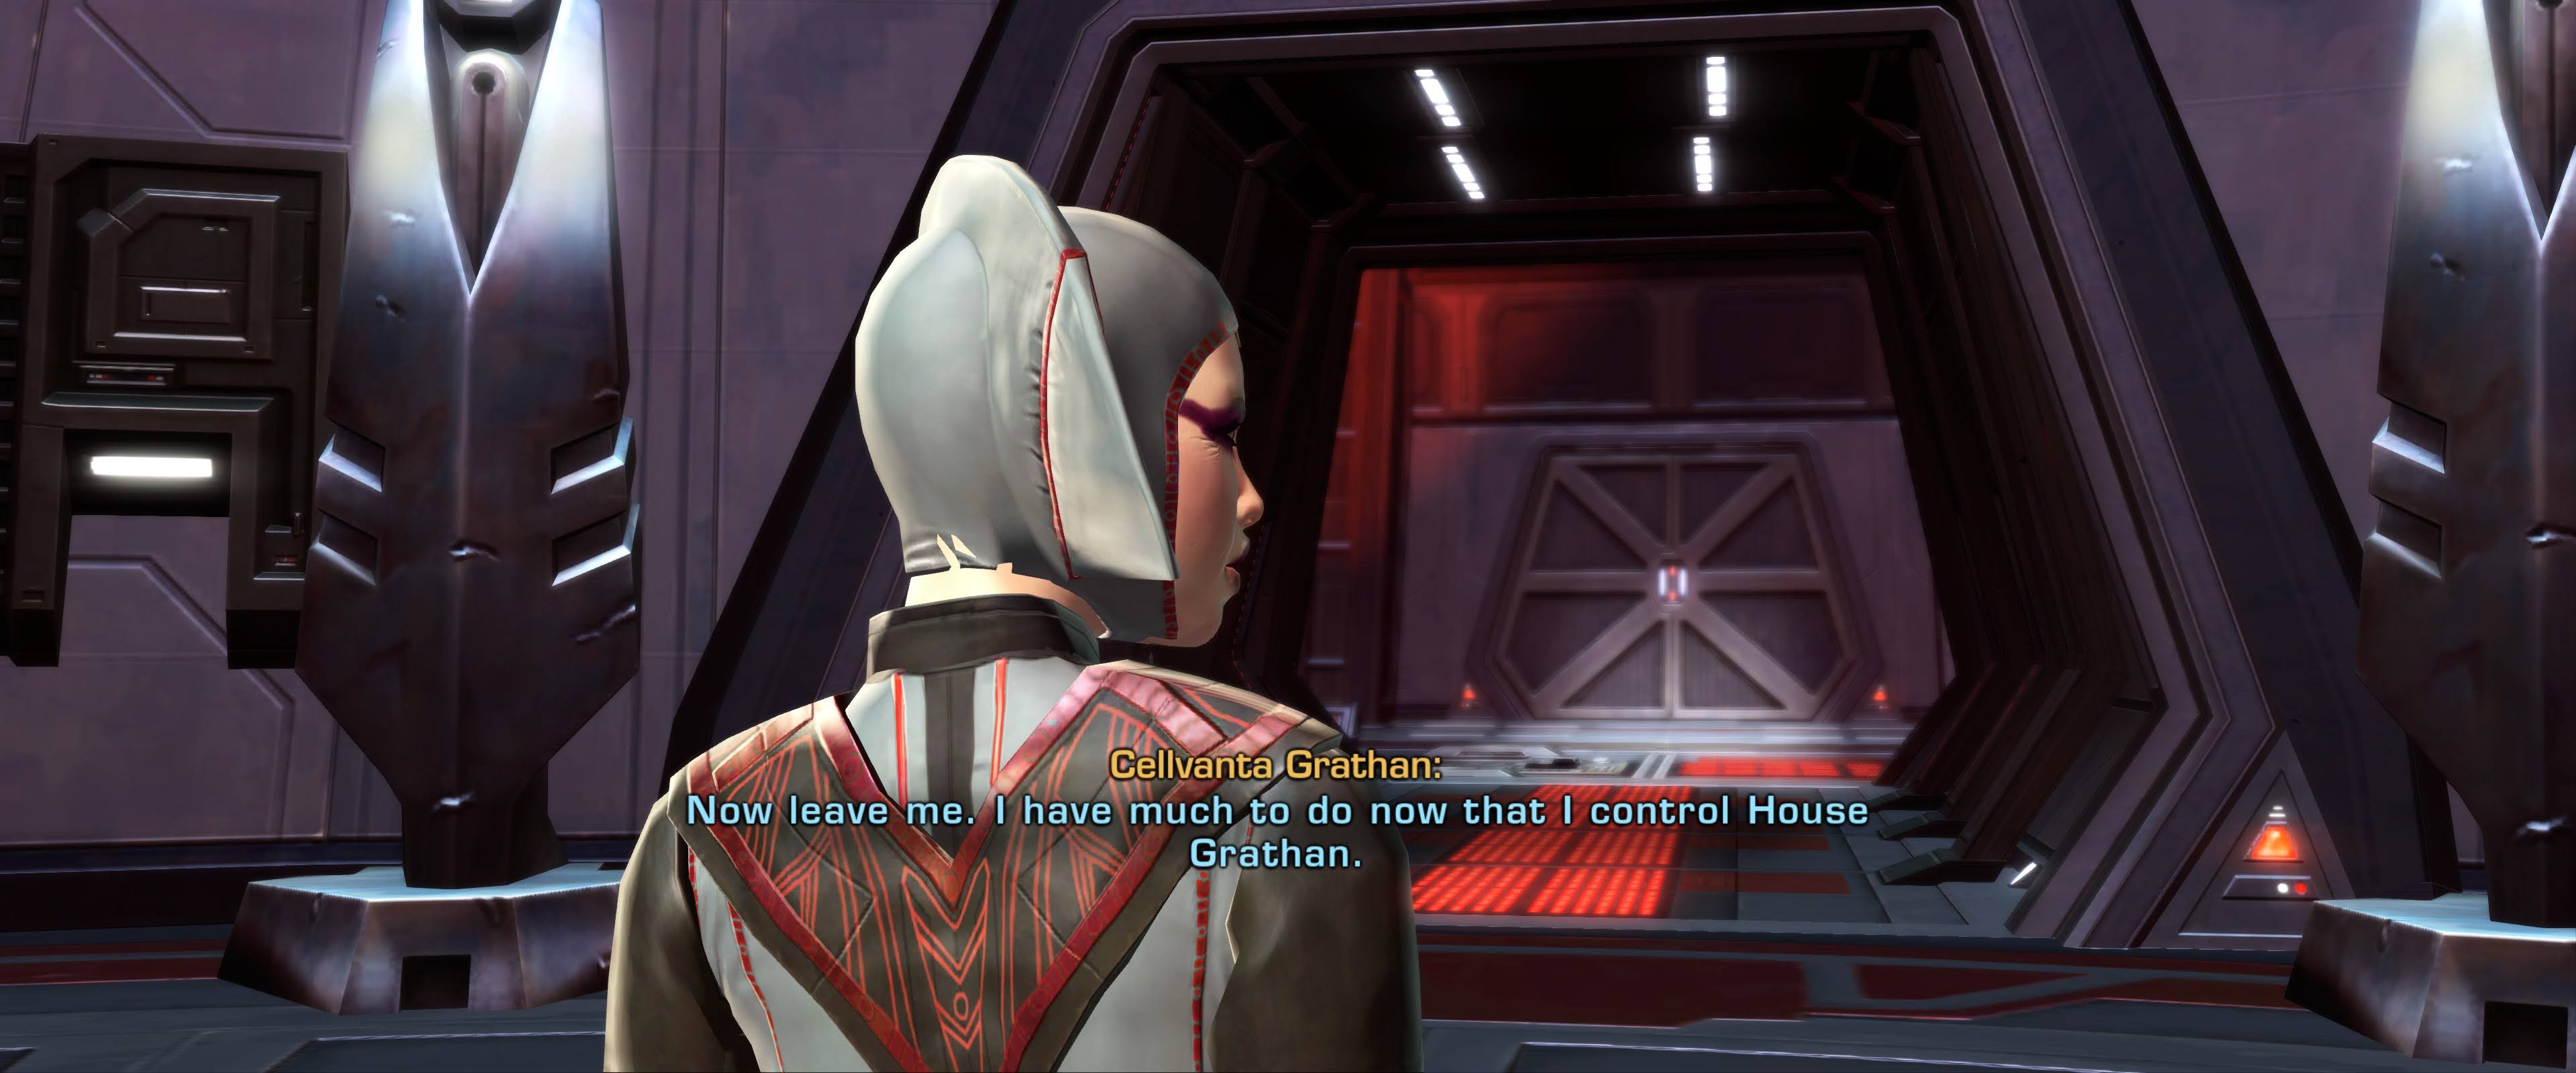 Cellvanta Grathan:
Now leave me. I have much to do now that I control House
Grathan.